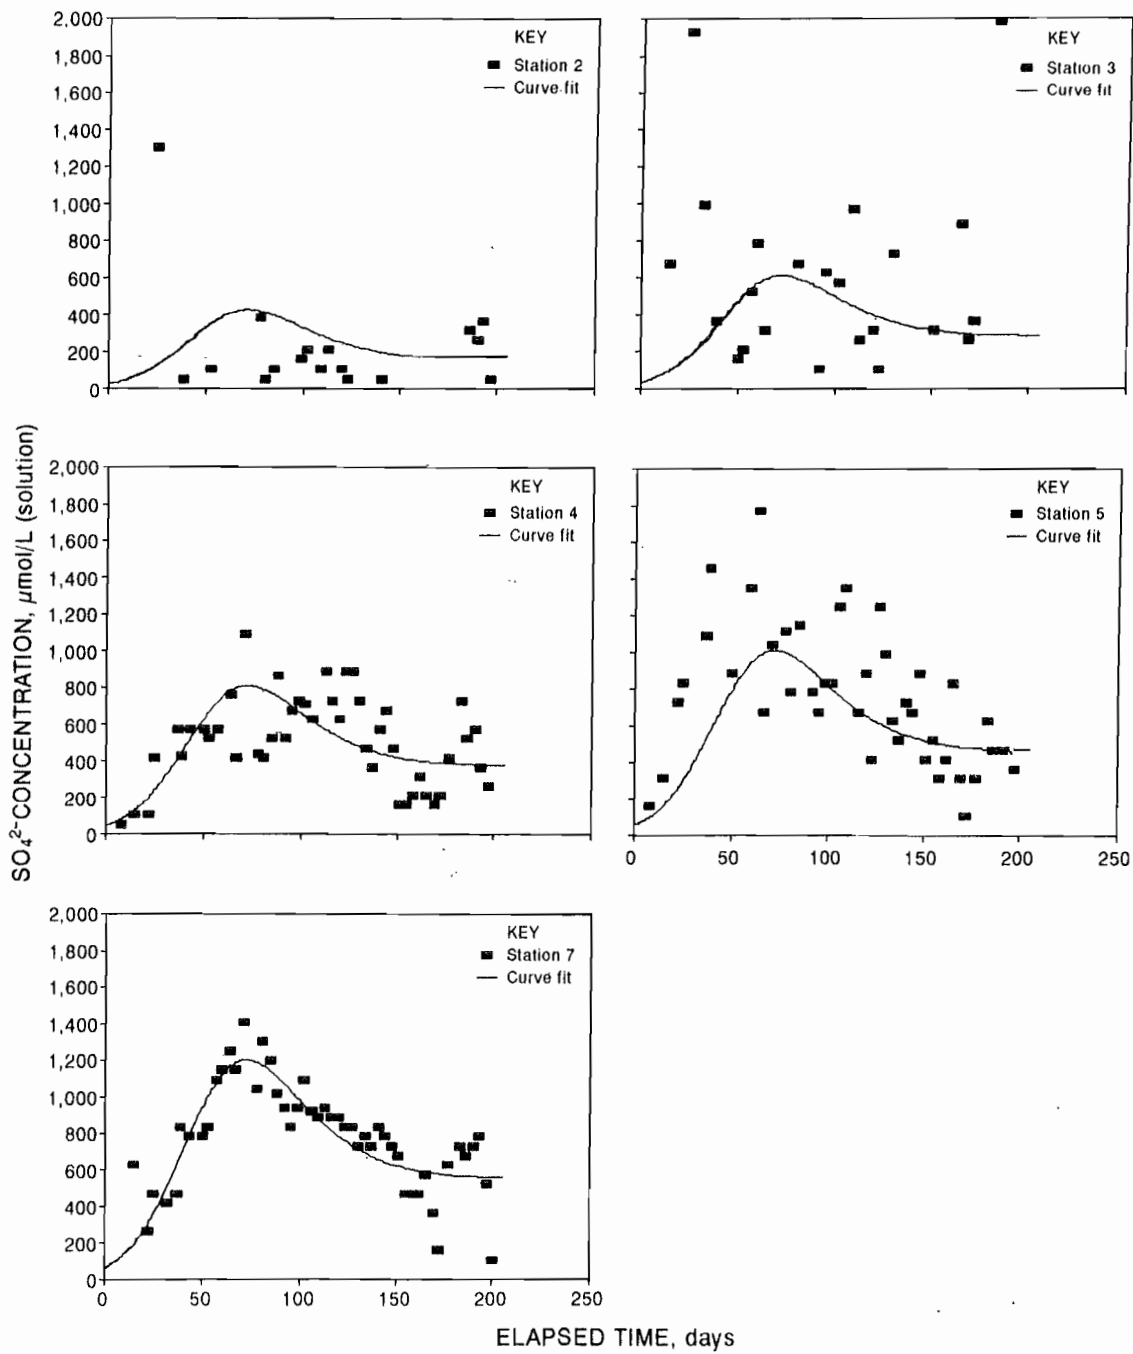 2,000
1,800
1,600
1,400
1,200
1,000
800
600
400
200
0
KEY
Station 2
Curve fit
KEY
Station 3
Curve fit
2,000
1,800
1,600
1,400
1,200
1,000
800
600
400
200
0
KEY
Station 4
Curve fit
KEY
Station 5
Curve fit
0 50 100 150 200 250
SO₄²⁻CONCENTRATION, μmol/L (solution)
2,000
1,800
1,600
1,400
1,200
1,000
800
600
400
200
0
KEY
Station 7
Curve fit
0 50 100 150 200 250
ELAPSED TIME, days